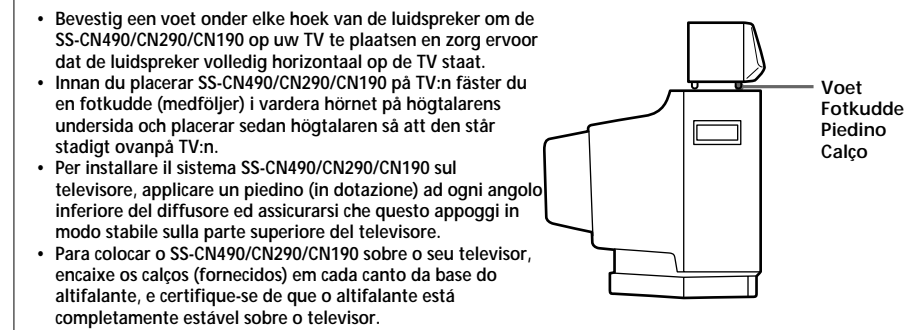 • Bevestig een voet onder elke hoek van de luidspreker om de
SS-CN490/CN290/CN190 op uw TV te plaatsen en zorg ervoor
dat de luidspreker volledig horizontaal op de TV staat.
• Innan du placerar SS-CN490/CN290/CN190 på TV:n fäster du
en fotkudde (medföljer) i vardera hörnet på högtalarens
undersida och placerar sedan högtalaren så att den står
stadigt ovanpå TV:n.
• Per installare il sistema SS-CN490/CN290/CN190 sul
televisore, applicare un piedino (in dotazione) ad ogni angolo
inferiore del diffusore ed assicurarsi che questo appoggi in
modo stabile sulla parte superiore del televisore.
• Para colocar o SS-CN490/CN290/CN190 sobre o seu televisor,
encaixe os calços (fornecidos) em cada canto da base do
altifalante, e certifique-se de que o altifalante está
completamente estável sobre o televisor.
Voet
Fotkudde
Piedino
Calço